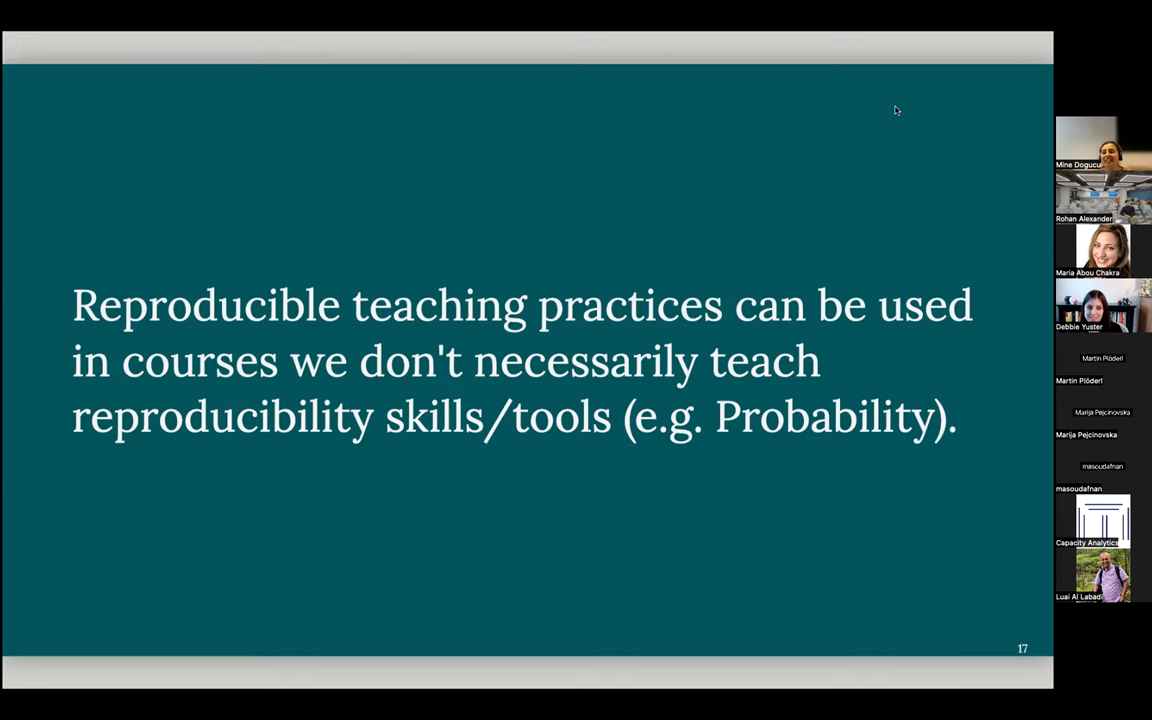 Reproducible teaching practices can be used
in courses we don't necessarily teach
reproducibility skills/tools (e.g. Probability).
17
Mine Dogucu
Rohan Alexander
Maria Abou Chakra
Debbie Yuster
Martin Plöderl
Martin Plöderl
Marija Pejcinovska
Marija Pejcinovska
masoudafnan
masoudafnan
Capacity Analytics
Luai Al Labadi